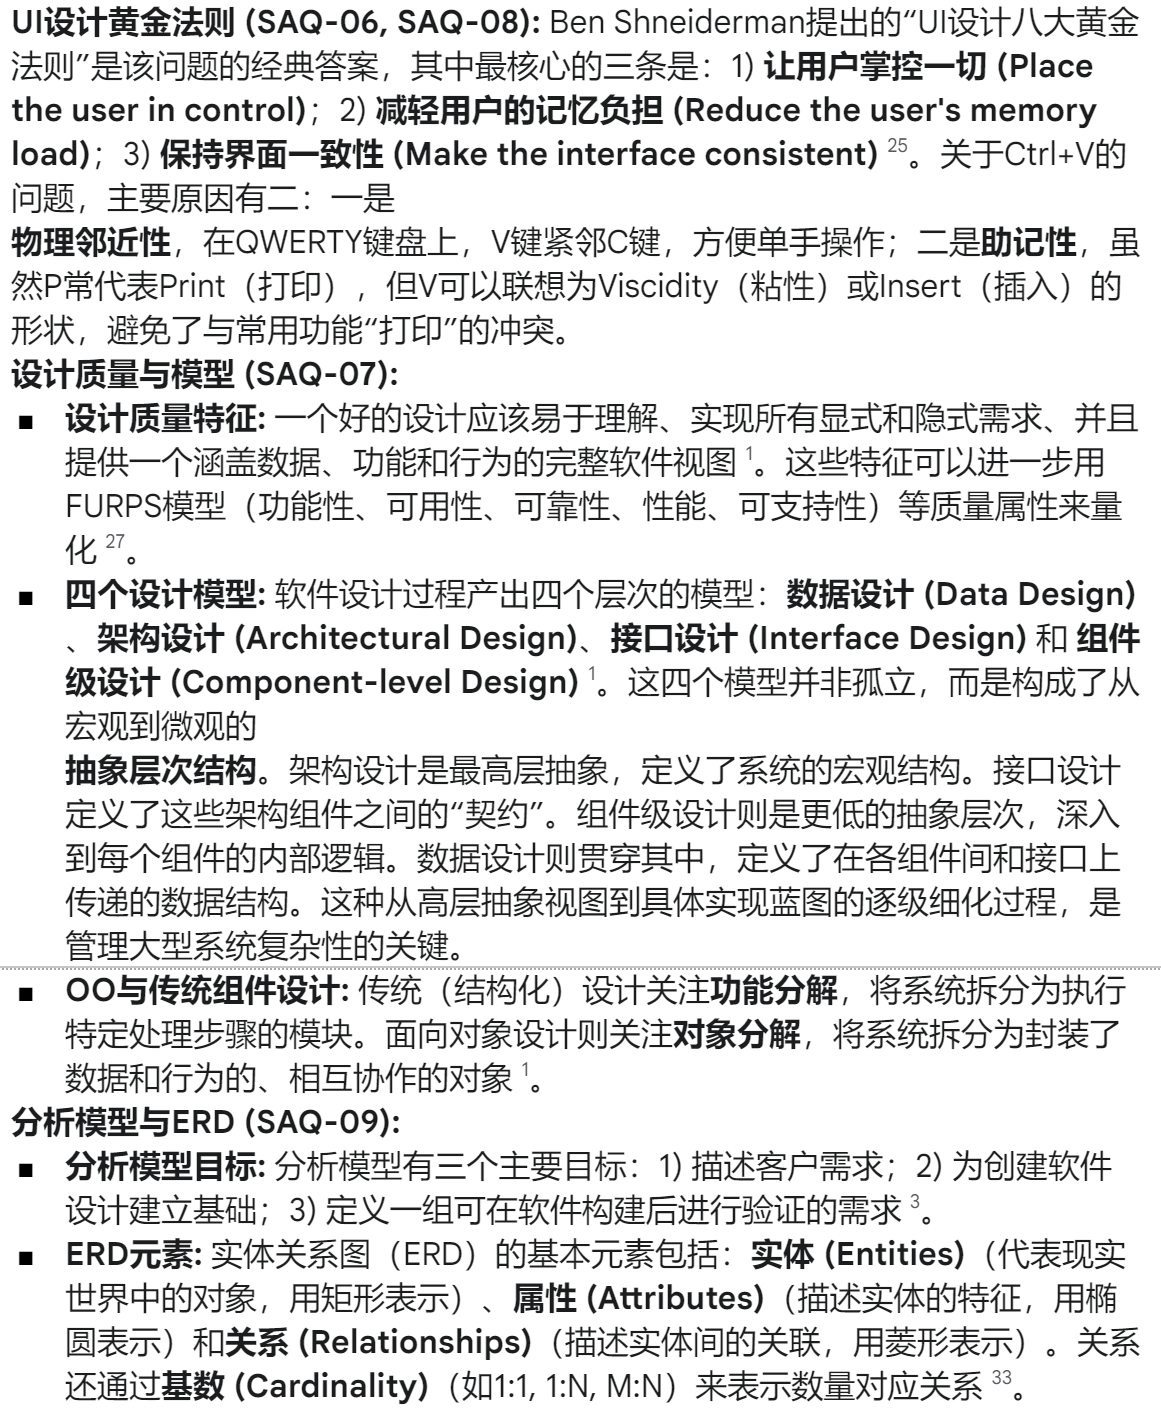 UI设计黄金法则 (SAQ-06, SAQ-08): Ben Shneiderman提出的“UI设计八大黄金
法则”是该问题的经典答案，其中最核心的三条是：1) 让用户掌控一切 (Place
the user in control)；2) 减轻用户的记忆负担 (Reduce the user's memory
load)；3) 保持界面一致性 (Make the interface consistent) 25。关于Ctrl+V的
问题，主要原因有二：一是
物理邻近性，在QWERTY键盘上，V键紧邻C键，方便单手操作；二是助记性，虽
然P常代表Print（打印），但V可以联想为Viscidity（粘性）或Insert（插入）的
形状，避免了与常用功能“打印”的冲突。
设计质量与模型 (SAQ-07):
■ 设计质量特征: 一个好的设计应该易于理解、实现所有显式和隐式需求、并且
提供一个涵盖数据、功能和行为的完整软件视图 1。这些特征可以进一步用
FURPS模型（功能性、可用性、可靠性、性能、可支持性）等质量属性来量
化 27。
■ 四个设计模型: 软件设计过程产出四个层次的模型：数据设计 (Data Design)
、架构设计 (Architectural Design)、接口设计 (Interface Design) 和 组件
级设计 (Component-level Design) 1。这四个模型并非孤立，而是构成了从
宏观到微观的
抽象层次结构。架构设计是最高层抽象，定义了系统的宏观结构。接口设计
定义了这些架构组件之间的“契约”。组件级设计则是更低的抽象层次，深入
到每个组件的内部逻辑。数据设计则贯穿其中，定义了在各组件间和接口上
传递的数据结构。这种从高层抽象视图到具体实现蓝图的逐级细化过程，是
管理大型系统复杂性的关键。
■ OO与传统组件设计: 传统（结构化）设计关注功能分解，将系统拆分为执行
特定处理步骤的模块。面向对象设计则关注对象分解，将系统拆分为封装了
数据和行为的、相互协作的对象 1。
分析模型与ERD (SAQ-09):
■ 分析模型目标: 分析模型有三个主要目标：1) 描述客户需求；2) 为创建软件
设计建立基础；3) 定义一组可在软件构建后进行验证的需求 3。
■ ERD元素: 实体关系图（ERD）的基本元素包括：实体 (Entities)（代表现实
世界中的对象，用矩形表示）、属性 (Attributes)（描述实体的特征，用椭
圆表示）和关系 (Relationships)（描述实体间的关联，用菱形表示）。关系
还通过基数 (Cardinality)（如1:1, 1:N, M:N）来表示数量对应关系 33。